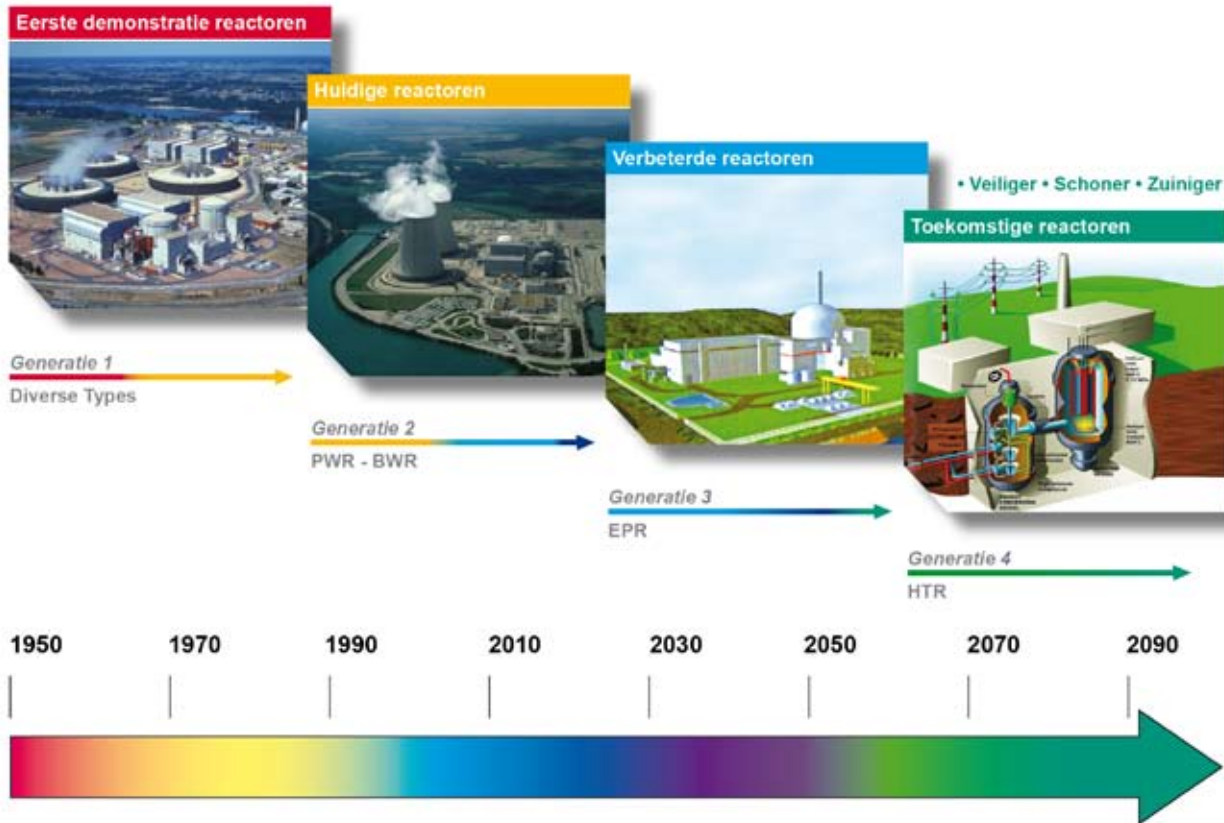 Eerste demonstratie reactoren
Huidige reactoren
Verbeterde reactoren
• Veiliger • Schoner • Zuiniger
Toekomstige reactoren
Generatie 1
Diverse Types
Generatie 2
PWR - BWR
Generatie 3
EPR
Generatie 4
HTR
1950 1970 1990 2010 2030 2050 2070 2090